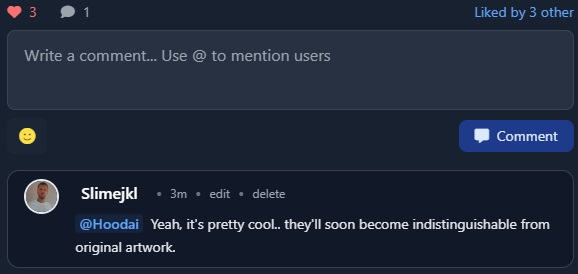 3 1 Liked by 3 other
Write a comment... Use @ to mention users
Comment
Slimejkl • 3m • edit • delete
@Hoodai Yeah, it's pretty cool.. they'll soon become indistinguishable from
original artwork.